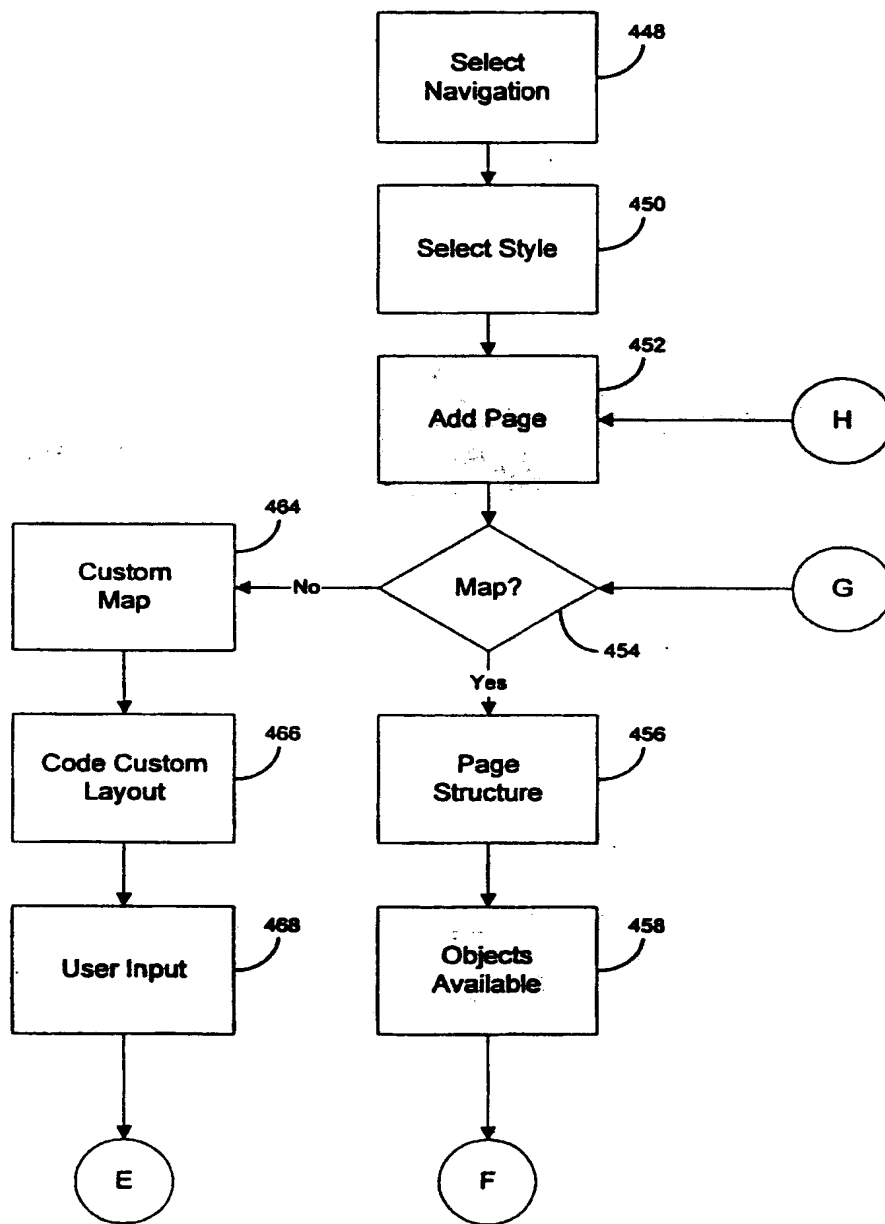 448
Select
Navigation
450
Select Style
452
Add Page
H
464
Custom
Map
No
Map?
G
454
Yes
466
Code Custom
Layout
456
Page
Structure
468
User Input
458
Objects
Available
E
F